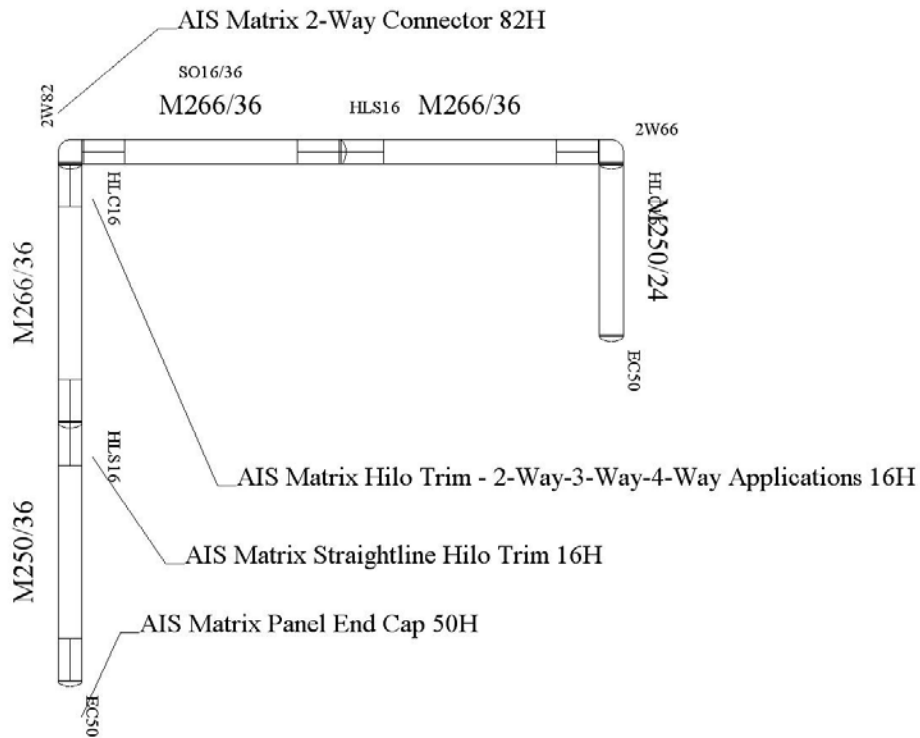 AIS Matrix 2-Way Connector 82H
SO16/36
2W82
M266/36
HLS16
M266/36
2W66
HLC16
HLC16
M250/24
M266/36
EC50
HLS16
AIS Matrix Hilo Trim - 2-Way-3-Way-4-Way Applications 16H
M250/36
AIS Matrix Straightline Hilo Trim 16H
AIS Matrix Panel End Cap 50H
EC50